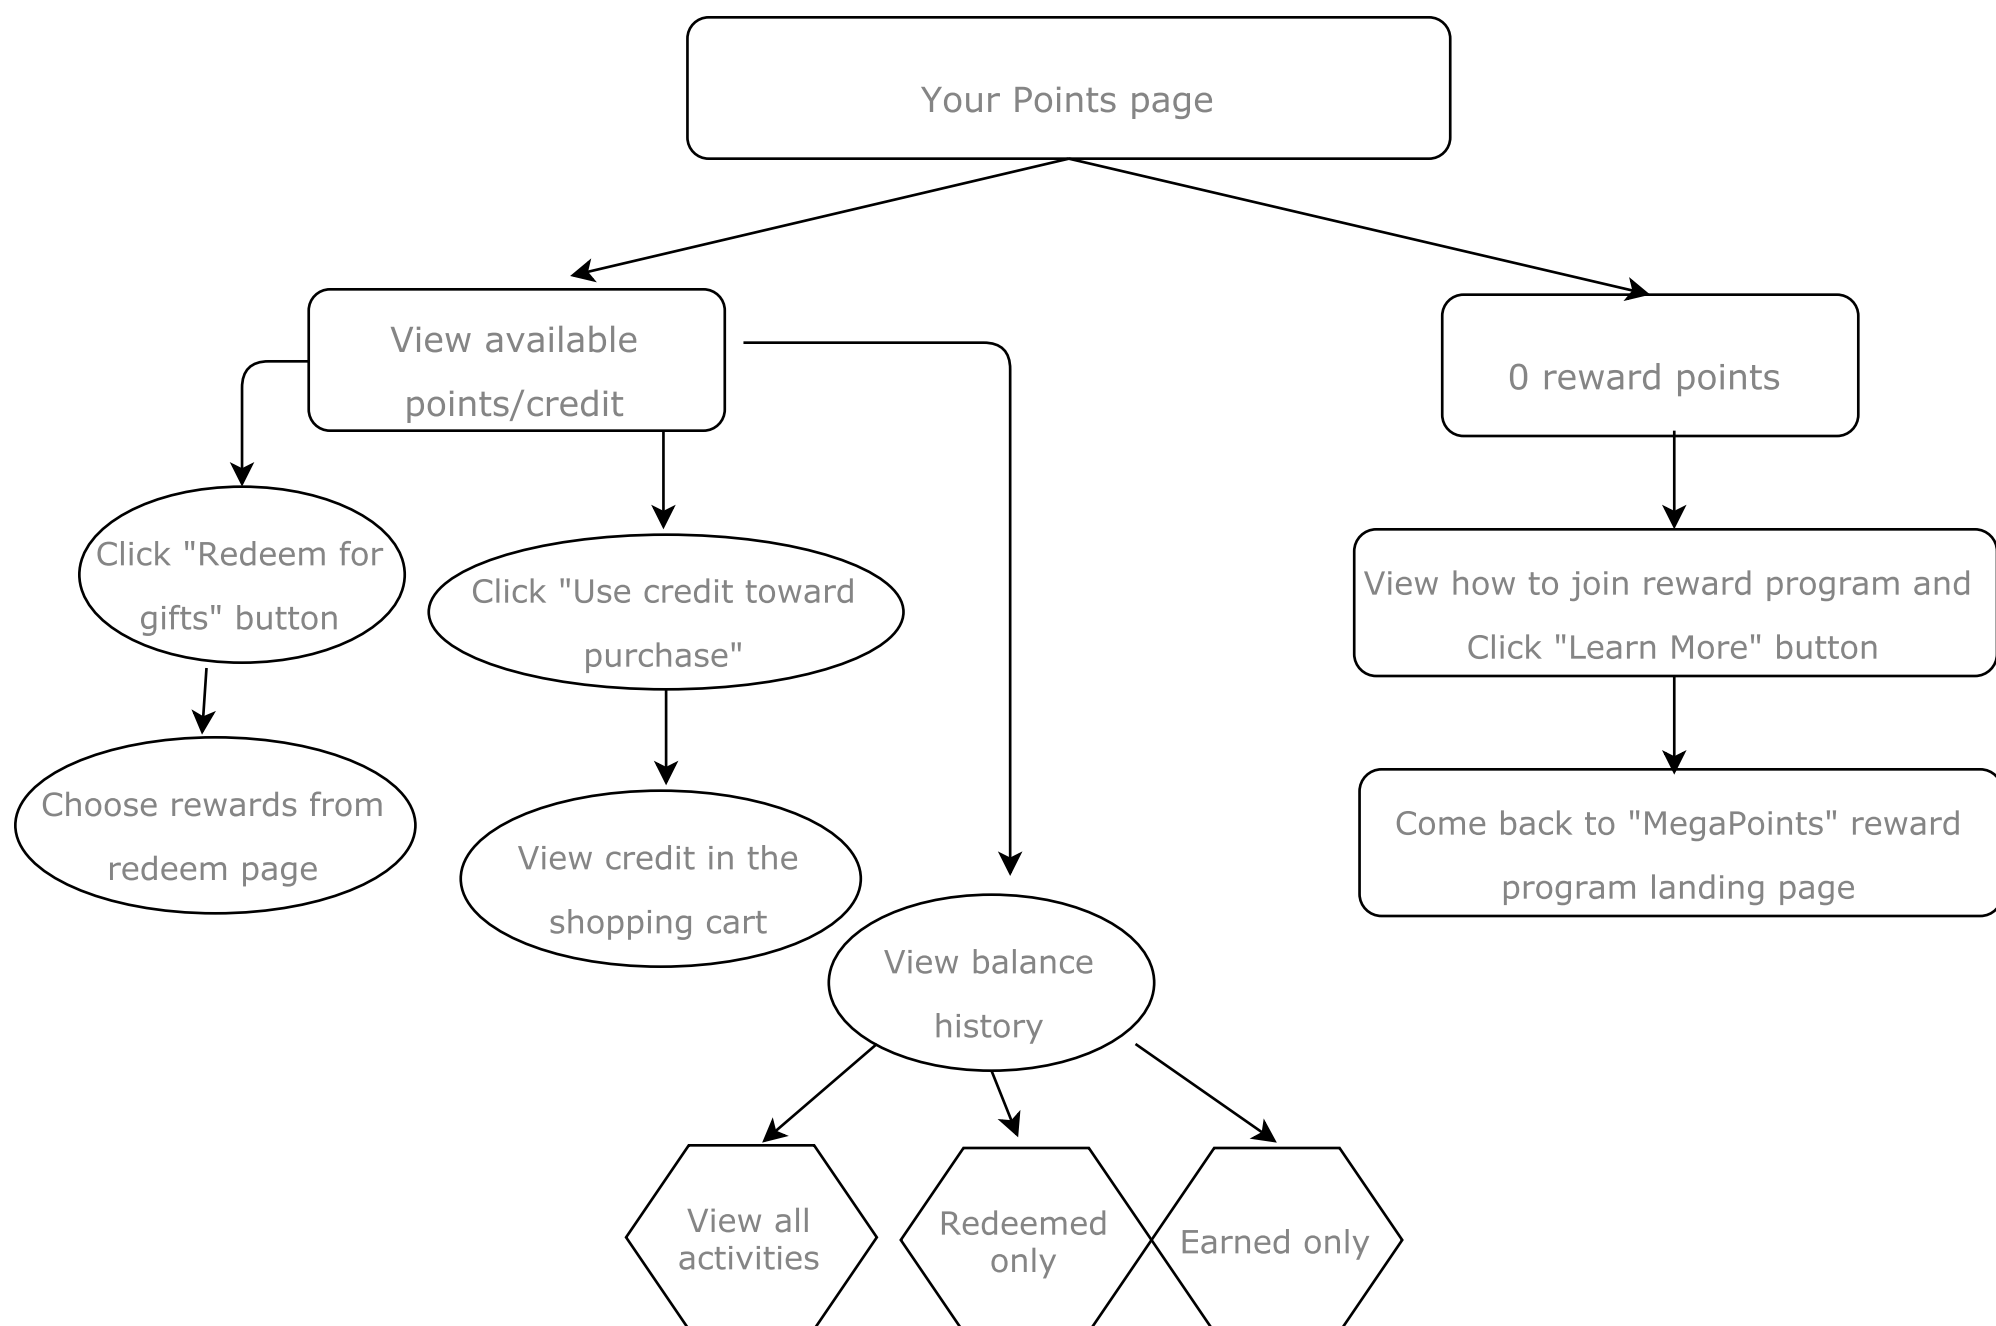 Your Points page
View available
points/credit
0 reward points
Click "Redeem for
gifts" button
Click "Use credit toward
purchase"
View how to join reward program and
Click "Learn More" button
Choose rewards from
redeem page
View credit in the
shopping cart
Come back to "MegaPoints" reward
program landing page
View balance
history
View all
activities
Redeemed
only
Earned only